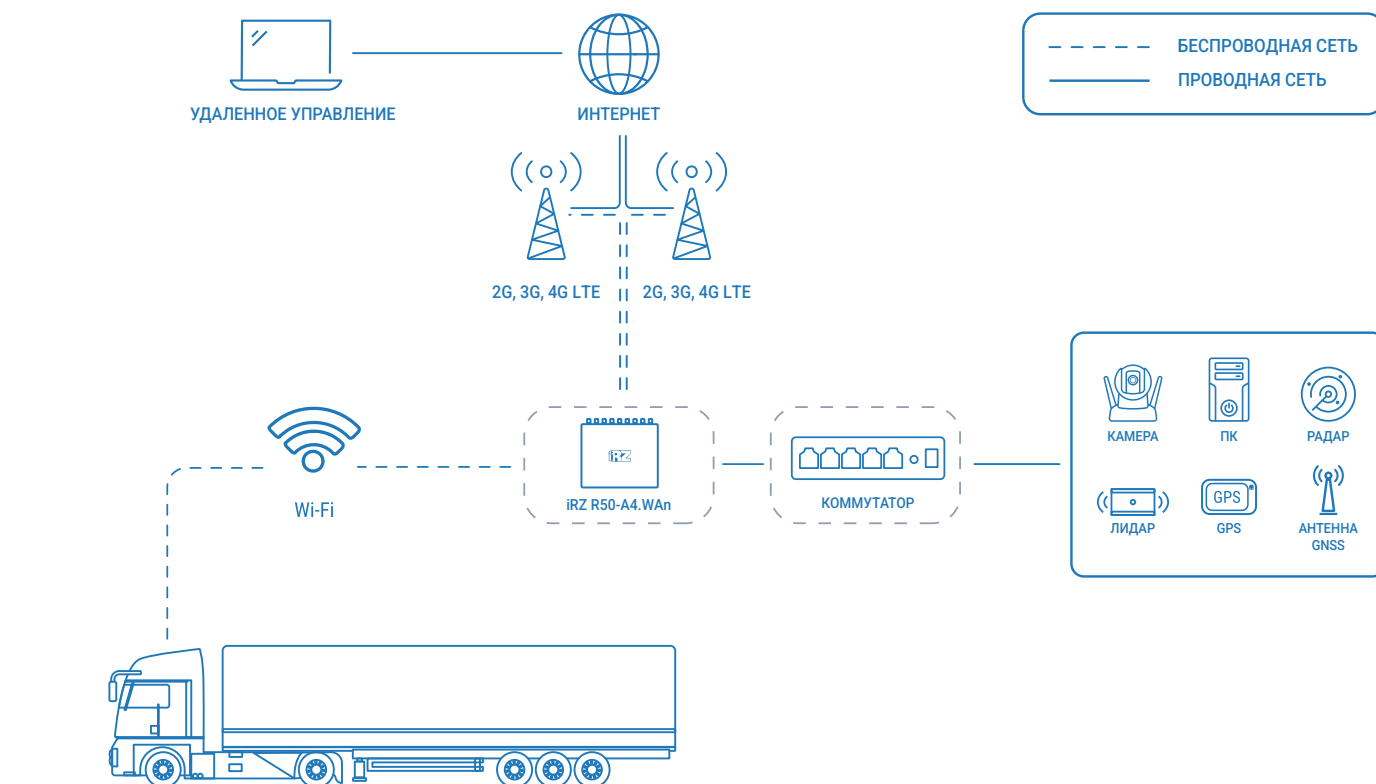 УДАЛЕННОЕ УПРАВЛЕНИЕ
ИНТЕРНЕТ
БЕСПРОВОДНАЯ СЕТЬ
ПРОВОДНАЯ СЕТЬ
2G, 3G, 4G LTE
2G, 3G, 4G LTE
Wi-Fi
iRZ
iRZ R50-A4.WAn
КОММУТАТОР
КАМЕРА
ПК
РАДАР
ЛИДАР
GPS
GPS
АНТЕННА
GNSS